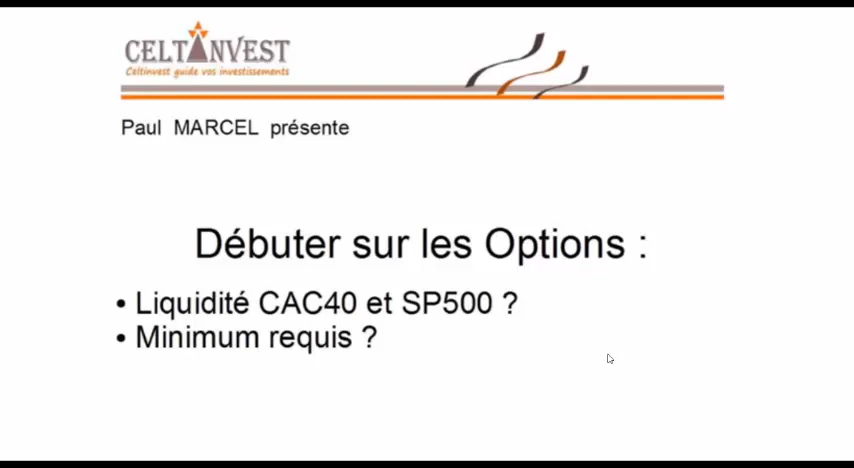 CELTINVEST
Celtinvest guide vos investissements
Paul MARCEL présente
Débuter sur les Options :
• Liquidité CAC40 et SP500 ?
• Minimum requis ?